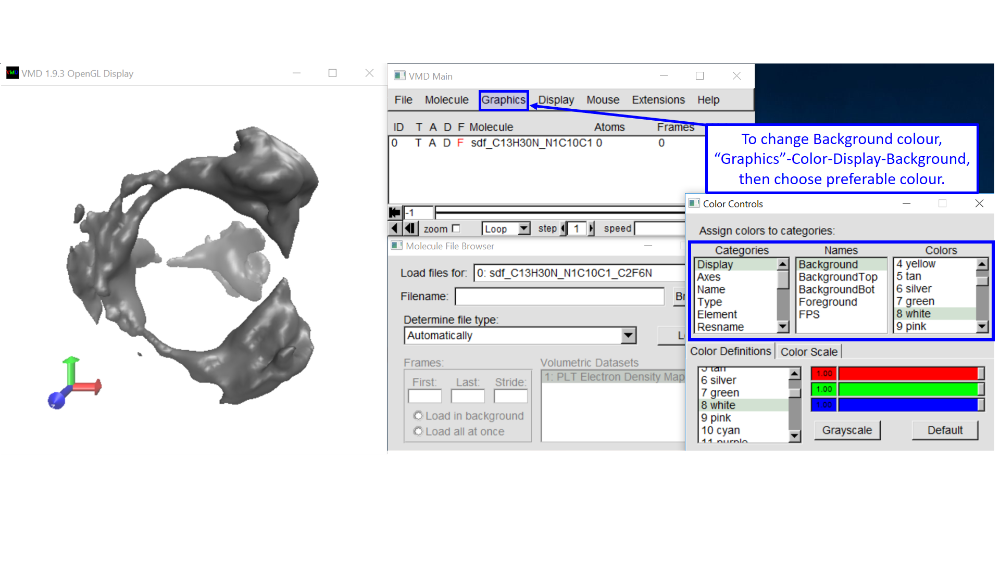 VMD 1.9.3 OpenGL Display
VMD Main
File Molecule Graphics Display Mouse Extensions Help
ID T A D F Molecule Atoms Frames
0 T A D F sdf_C13H30N_N1C10C1 0 0
To change Background colour,
“Graphics”-Color-Display-Background,
then choose preferable colour.
-1
zoom Loop step 1 speed
Molecule File Browser
Load files for: 0: sdf_C13H30N_N1C10C1_C2F6N
Filename:
Determine file type:
Automatically
Frames:
First: Last: Stride:
Load in background
Load all at once
Volumetric Datasets
1: PLT Electron Density Map
Color Controls
Assign colors to categories:
Categories Names Colors
Display Background 4 yellow
Axes BackgroundTop 5 tan
Name BackgroundBot 6 silver
Type Foreground 7 green
Element FPS 8 white
Resname 9 pink
Color Definitions Color Scale
5 tan
6 silver
7 green
8 white
9 pink
10 cyan
11 purple
1.00
1.00
1.00
Grayscale Default